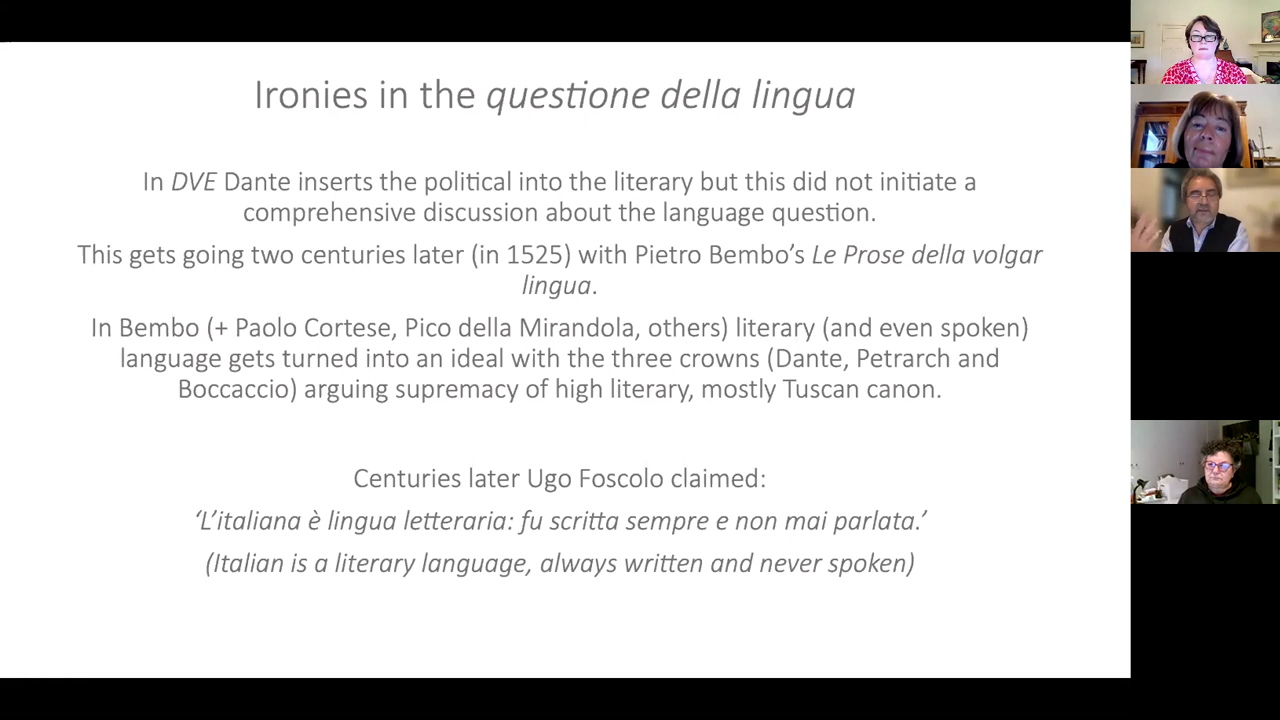 Ironies in the questione della lingua
In DVE Dante inserts the political into the literary but this did not initiate a
comprehensive discussion about the language question.
This gets going two centuries later (in 1525) with Pietro Bembo’s Le Prose della volgar
lingua.
In Bembo (+ Paolo Cortese, Pico della Mirandola, others) literary (and even spoken)
language gets turned into an ideal with the three crowns (Dante, Petrarch and
Boccaccio) arguing supremacy of high literary, mostly Tuscan canon.
Centuries later Ugo Foscolo claimed:
‘L’italiana è lingua letteraria: fu scritta sempre e non mai parlata.’
(Italian is a literary language, always written and never spoken)